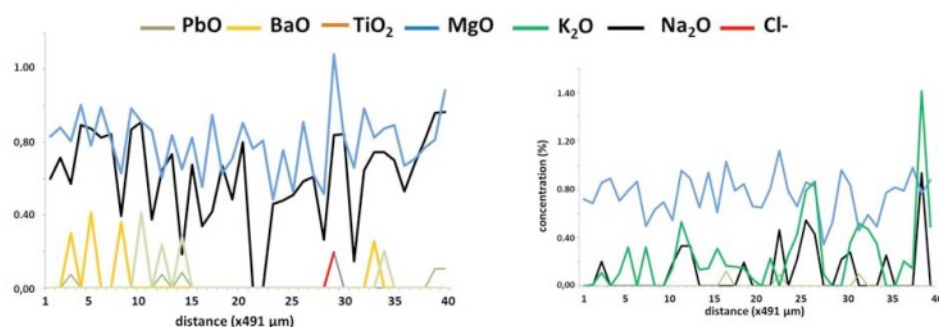 PbO BaO TiO2 MgO K2O Na2O Cl-
1.00
0,80
0.40
0,00
1 5 10 15 20 25 30 35 40
distance (x491 µm)
concentration (%)
1.40
1.20
0.80
0.40
0,00
1 5 10 15 20 25 30 35 40
distance (x491 µm)